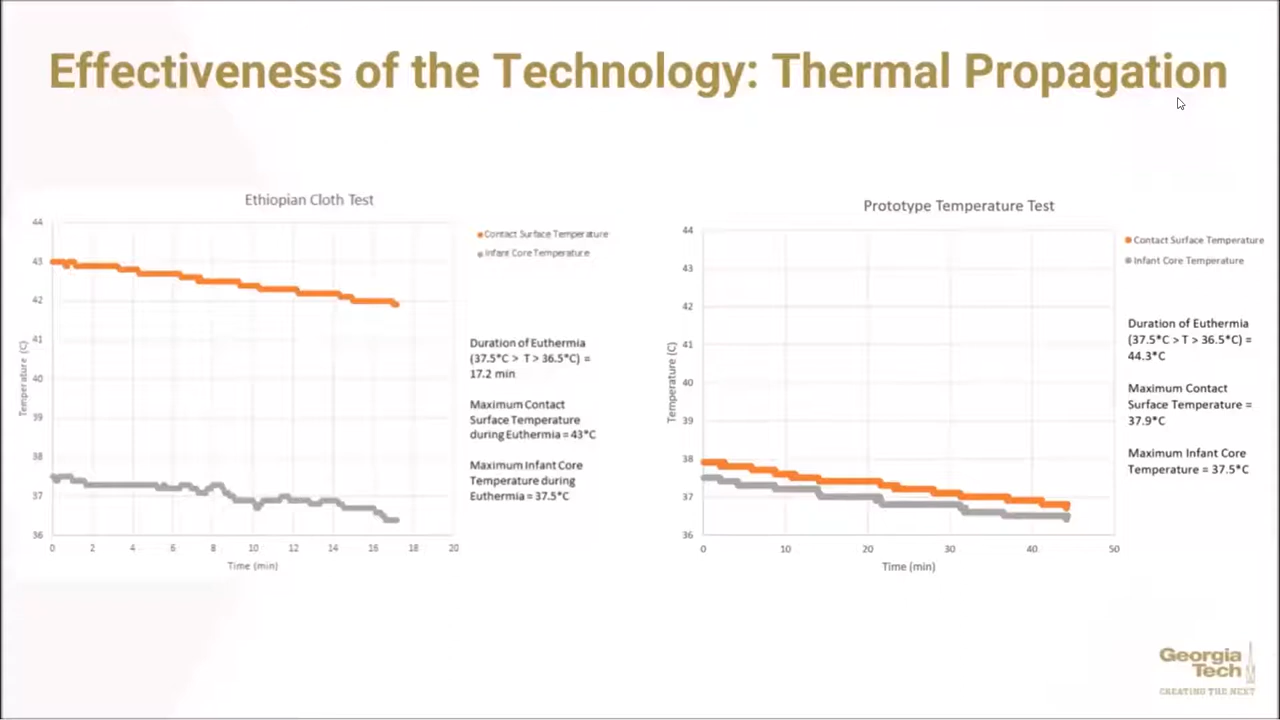 Effectiveness of the Technology: Thermal Propagation
Ethiopian Cloth Test
44
43
42
41
40
39
38
37
36
Temperature (C)
0 2 4 6 8 10 12 14 16 18 20
Time (min)
Contact Surface Temperature
Infant Core Temperature
Duration of Euthermia
(37.5°C > T > 36.5°C) =
17.2 min
Maximum Contact
Surface Temperature
during Euthermia = 43°C
Maximum Infant Core
Temperature during
Euthermia = 37.5°C
Prototype Temperature Test
44
43
42
41
40
39
38
37
36
Temperature (C)
0 10 20 30 40 50
Time (min)
Contact Surface Temperature
Infant Core Temperature
Duration of Euthermia
(37.5°C > T > 36.5°C) =
44.3°C
Maximum Contact
Surface Temperature =
37.9°C
Maximum Infant Core
Temperature = 37.5°C
Georgia
Tech
CREATING THE NEXT